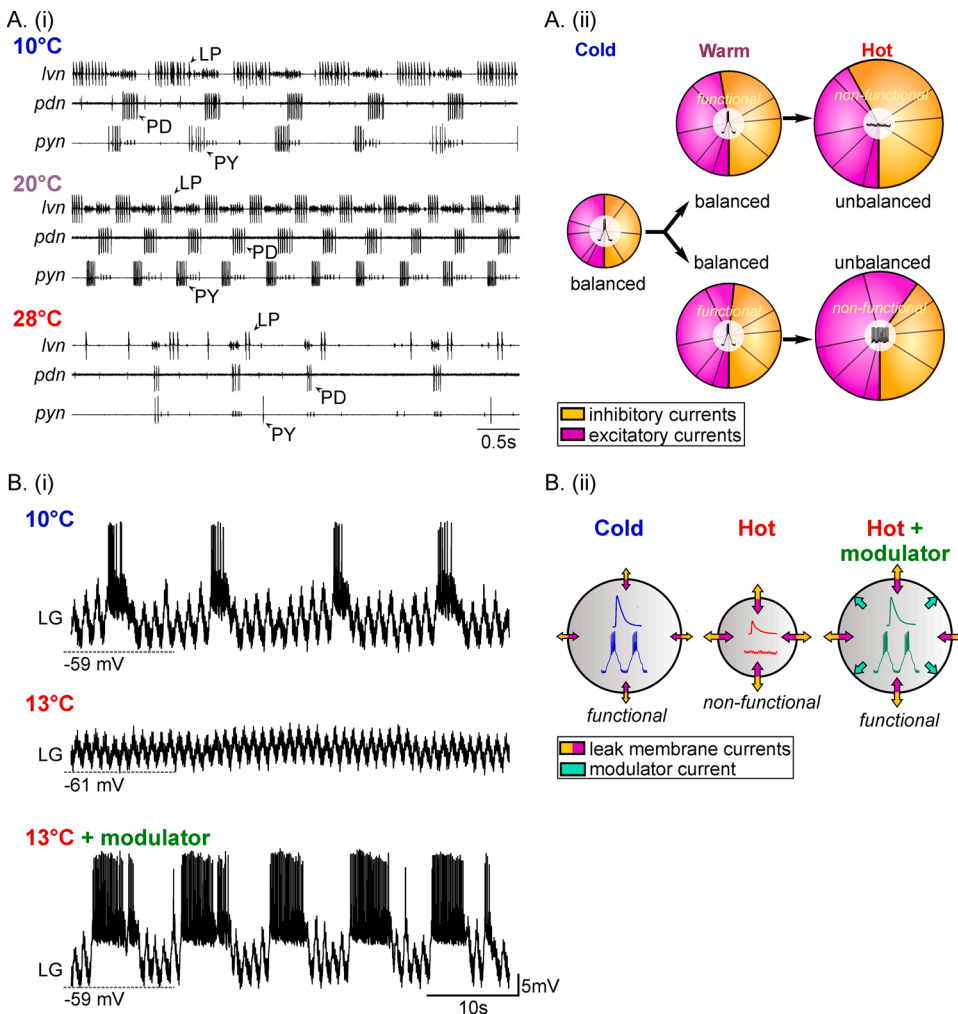 A. (i)
10°C
LP
lvn
pdn
PD
pyn
PY
20°C
LP
lvn
pdn
PD
pyn
PY
28°C
LP
lvn
pdn
PD
pyn
PY
0.5s
A. (ii)
Cold
Warm
Hot
functional
non-functional
balanced
unbalanced
balanced
balanced
unbalanced
functional
non-functional
inhibitory currents
excitatory currents
B. (i)
10°C
LG
-59 mV
13°C
LG
-61 mV
13°C + modulator
LG
-59 mV
5mV
10s
B. (ii)
Cold
Hot
Hot +
modulator
functional
non-functional
functional
leak membrane currents
modulator current